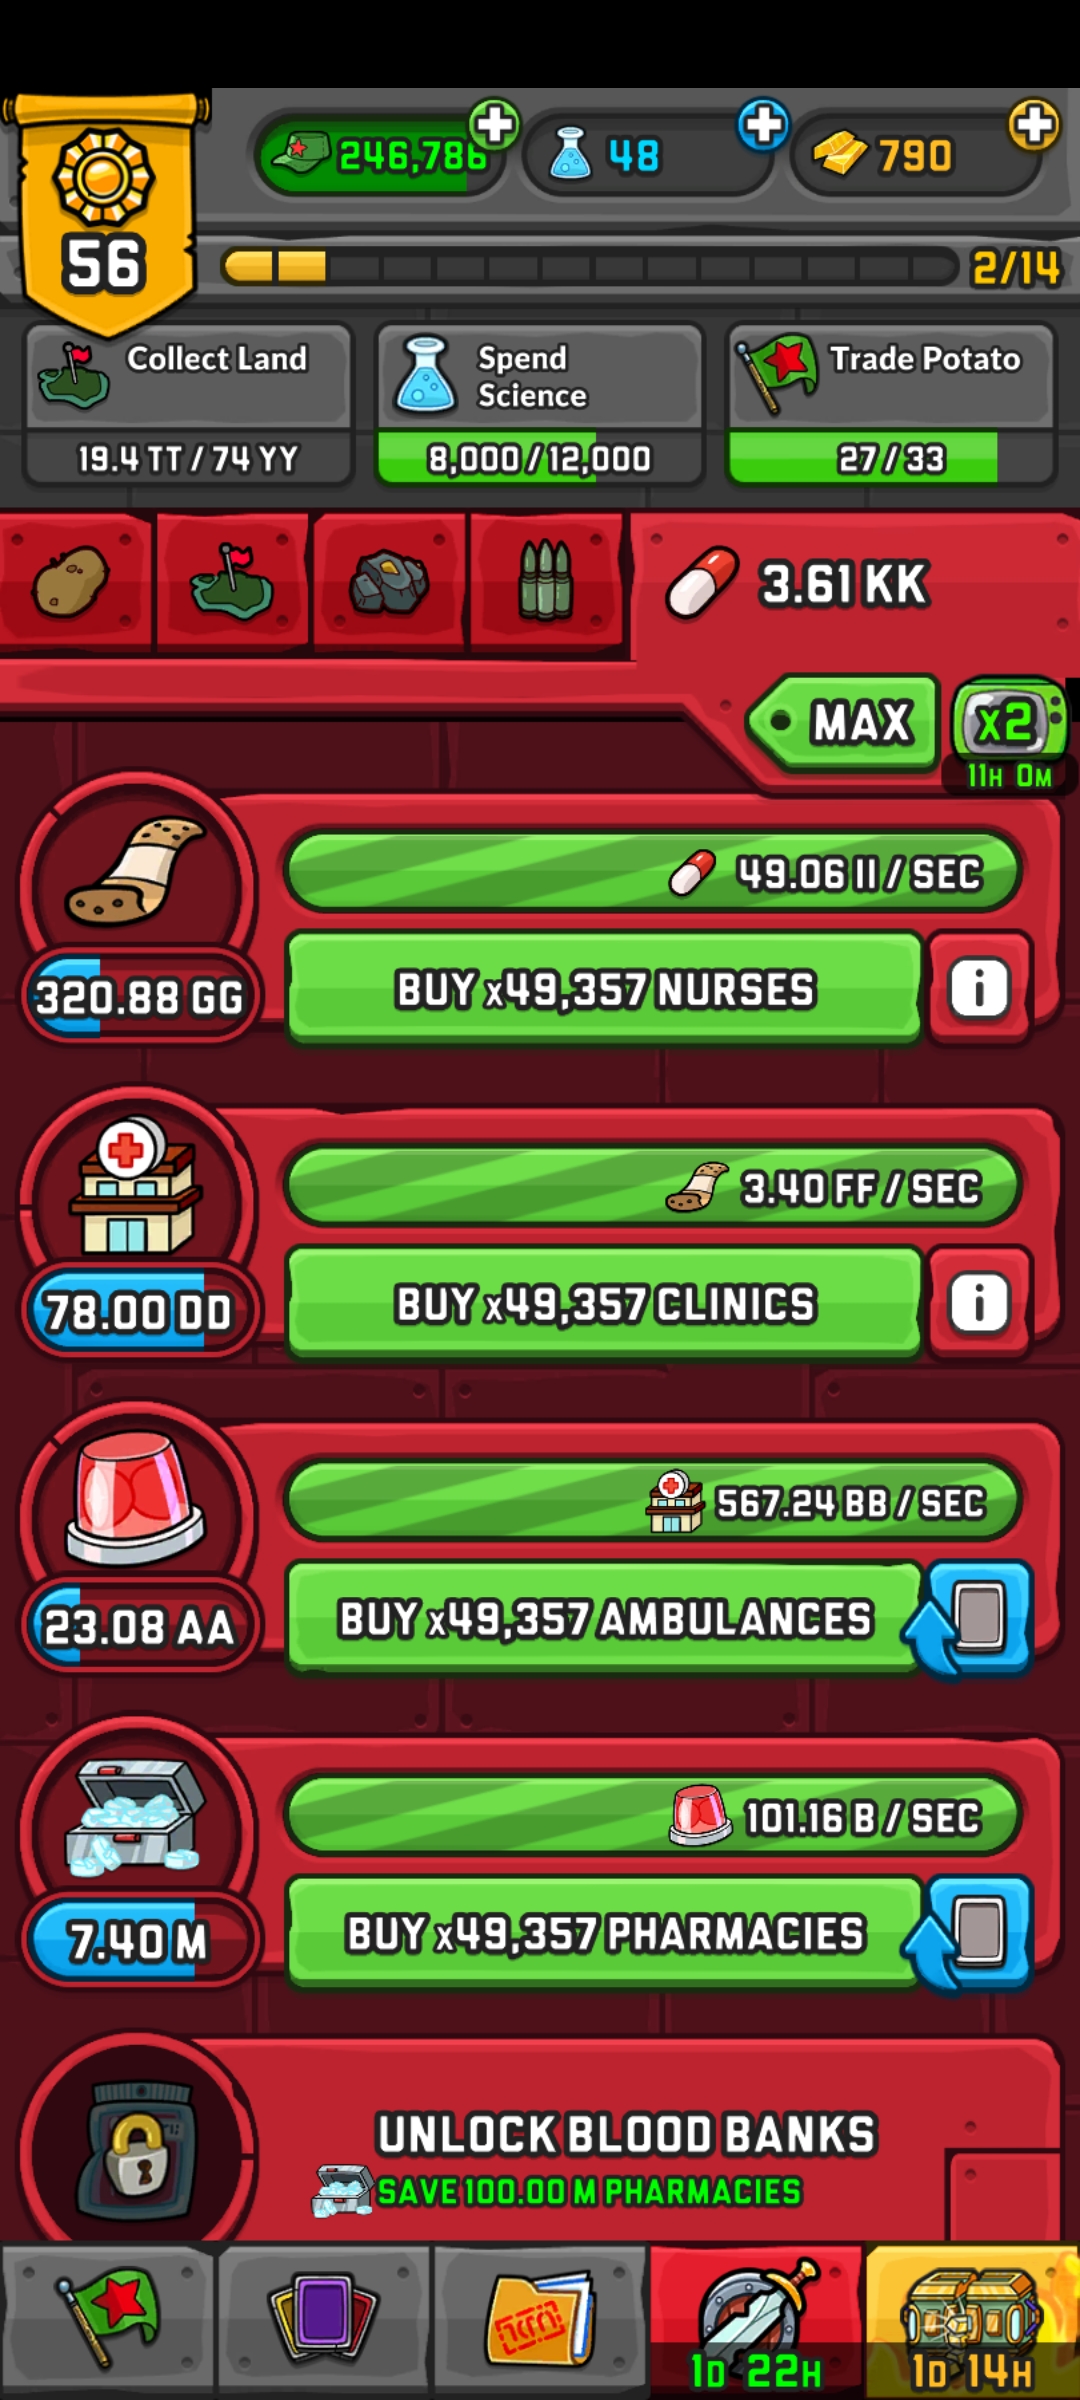 246,786
48
790
56
2/14
Collect Land
19.4 TT / 74 YY
Spend
Science
8,000 / 12,000
Trade Potato
27 / 33
3.61 KK
MAX
x2
11H 0M
49.06 II / SEC
320.88 GG
BUY x49,357 NURSES
i
3.40 FF / SEC
78.00 DD
BUY x49,357 CLINICS
i
567.24 BB / SEC
23.08 AA
BUY x49,357 AMBULANCES
101.16 B / SEC
7.40 M
BUY x49,357 PHARMACIES
UNLOCK BLOOD BANKS
SAVE 100.00 M PHARMACIES
1D 22H
1D 14H